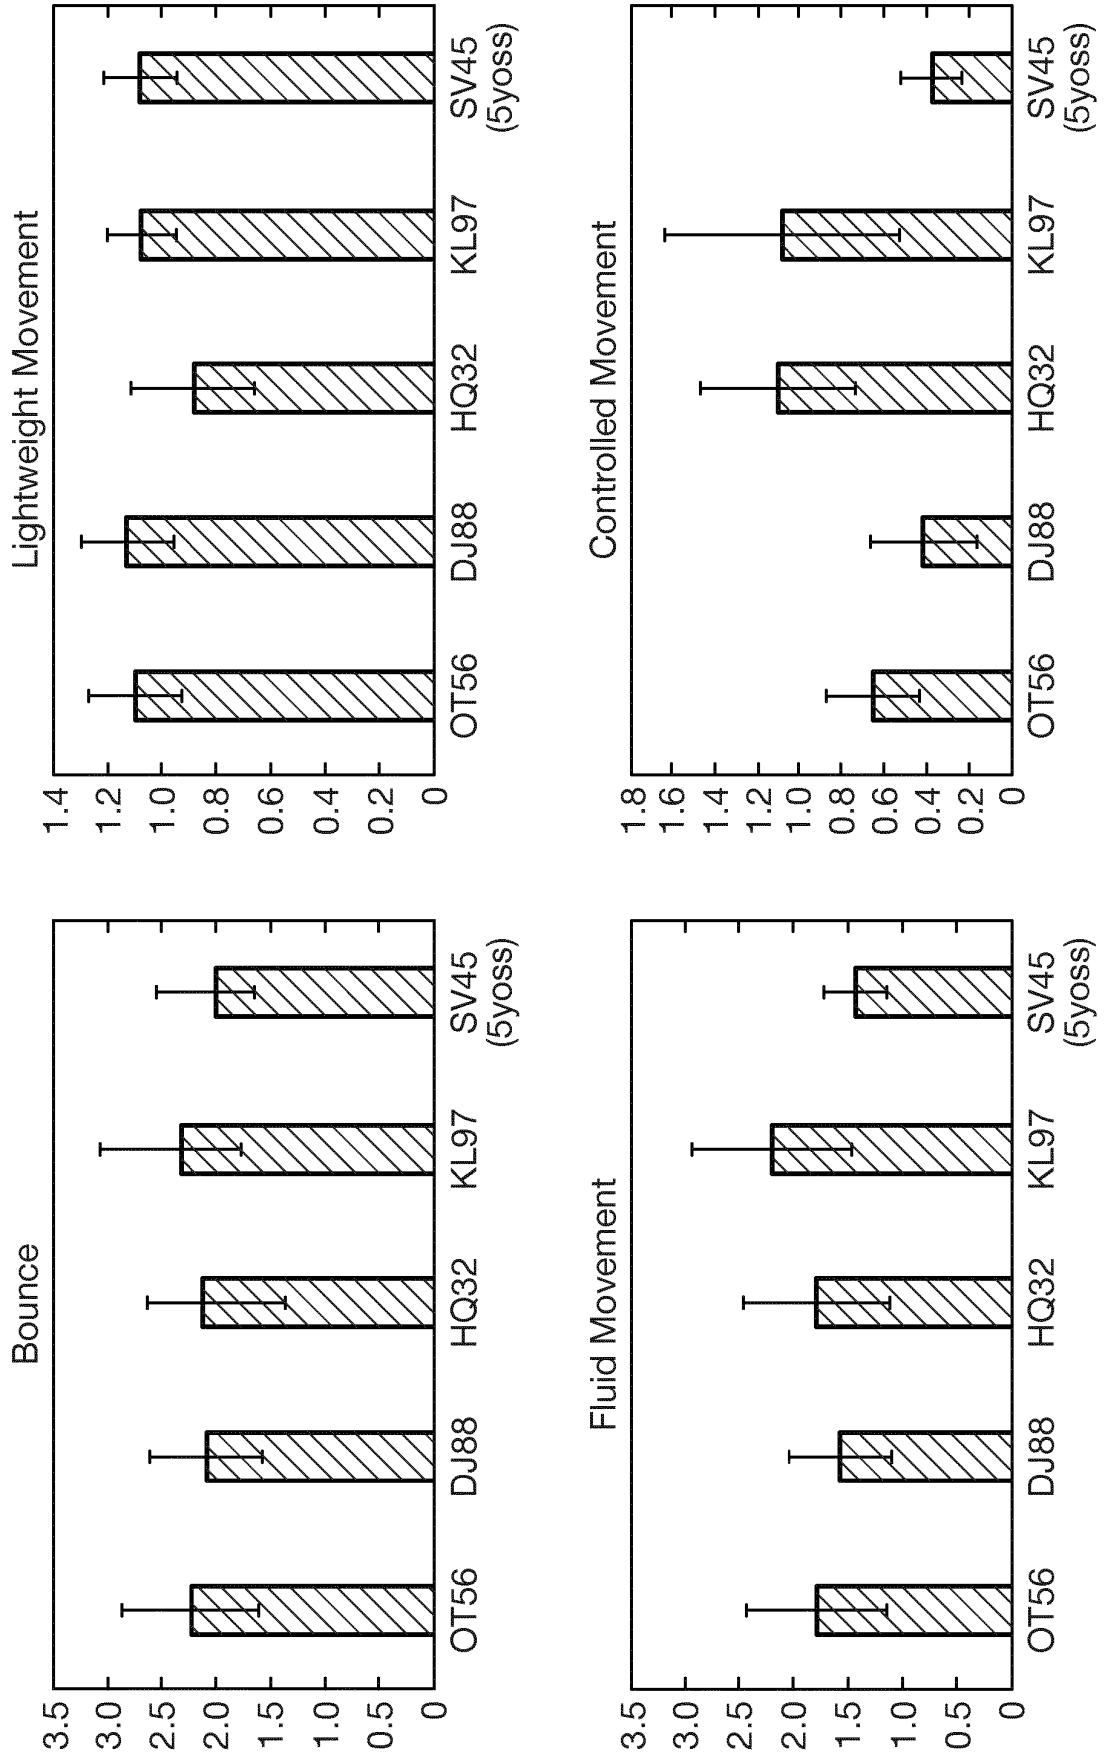 Bounce
3.5
3.0
2.5
2.0
1.5
1.0
0.5
0
OT56 DJ88 HQ32 KL97 SV45
(5yoss)
Lightweight Movement
1.4
1.2
1.0
0.8
0.6
0.4
0.2
0
OT56 DJ88 HQ32 KL97 SV45
(5yoss)
Fluid Movement
3.5
3.0
2.5
2.0
1.5
1.0
0.5
0
OT56 DJ88 HQ32 KL97 SV45
(5yoss)
Controlled Movement
1.8
1.6
1.4
1.2
1.0
0.8
0.6
0.4
0.2
0
OT56 DJ88 HQ32 KL97 SV45
(5yoss)